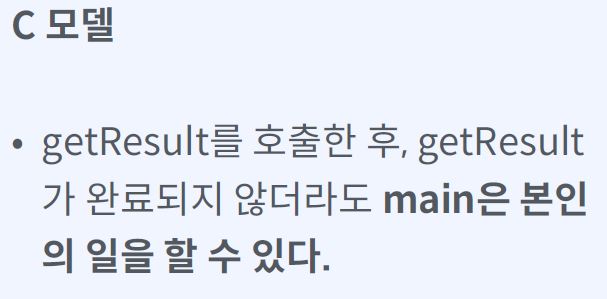 C 모델
• getResult를 호출한 후, getResult
가 완료되지 않더라도 main은 본인
의 일을 할 수 있다.